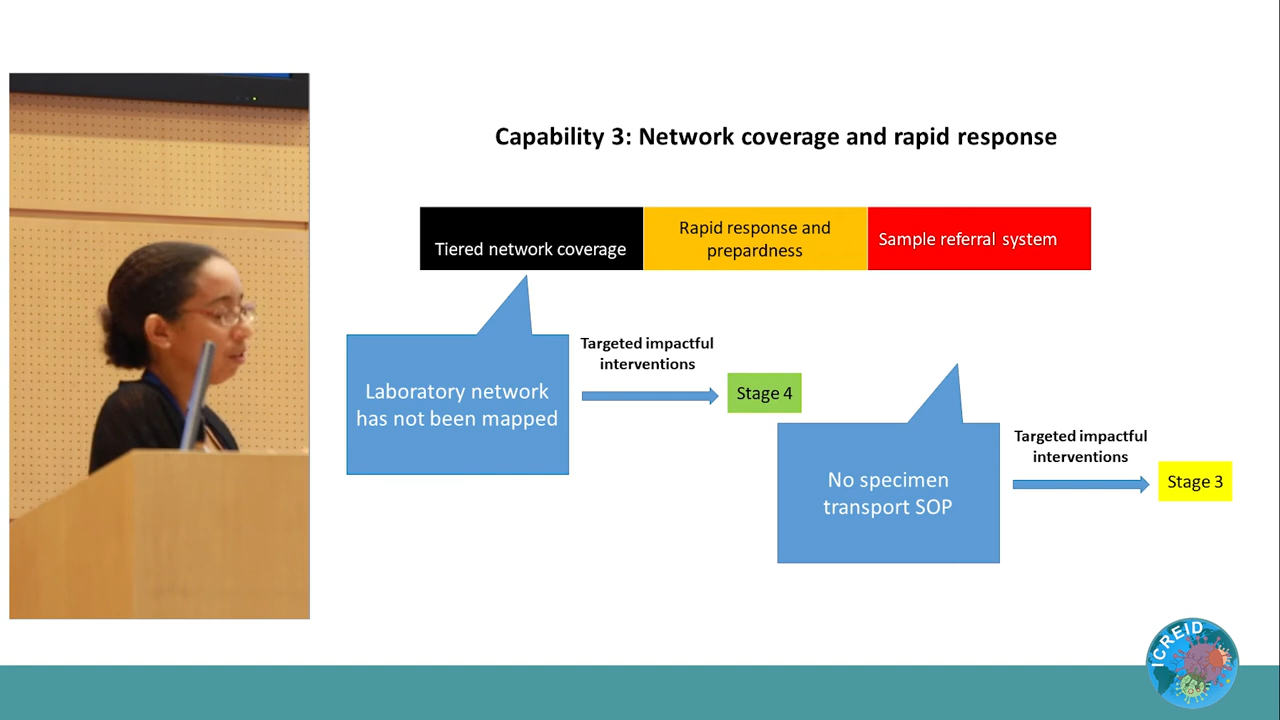 Capability 3: Network coverage and rapid response
Tiered network coverage
Rapid response and
prepardness
Sample referral system
Laboratory network
has not been mapped
Targeted impactful
interventions
Stage 4
No specimen
transport SOP
Targeted impactful
interventions
Stage 3
ICREID